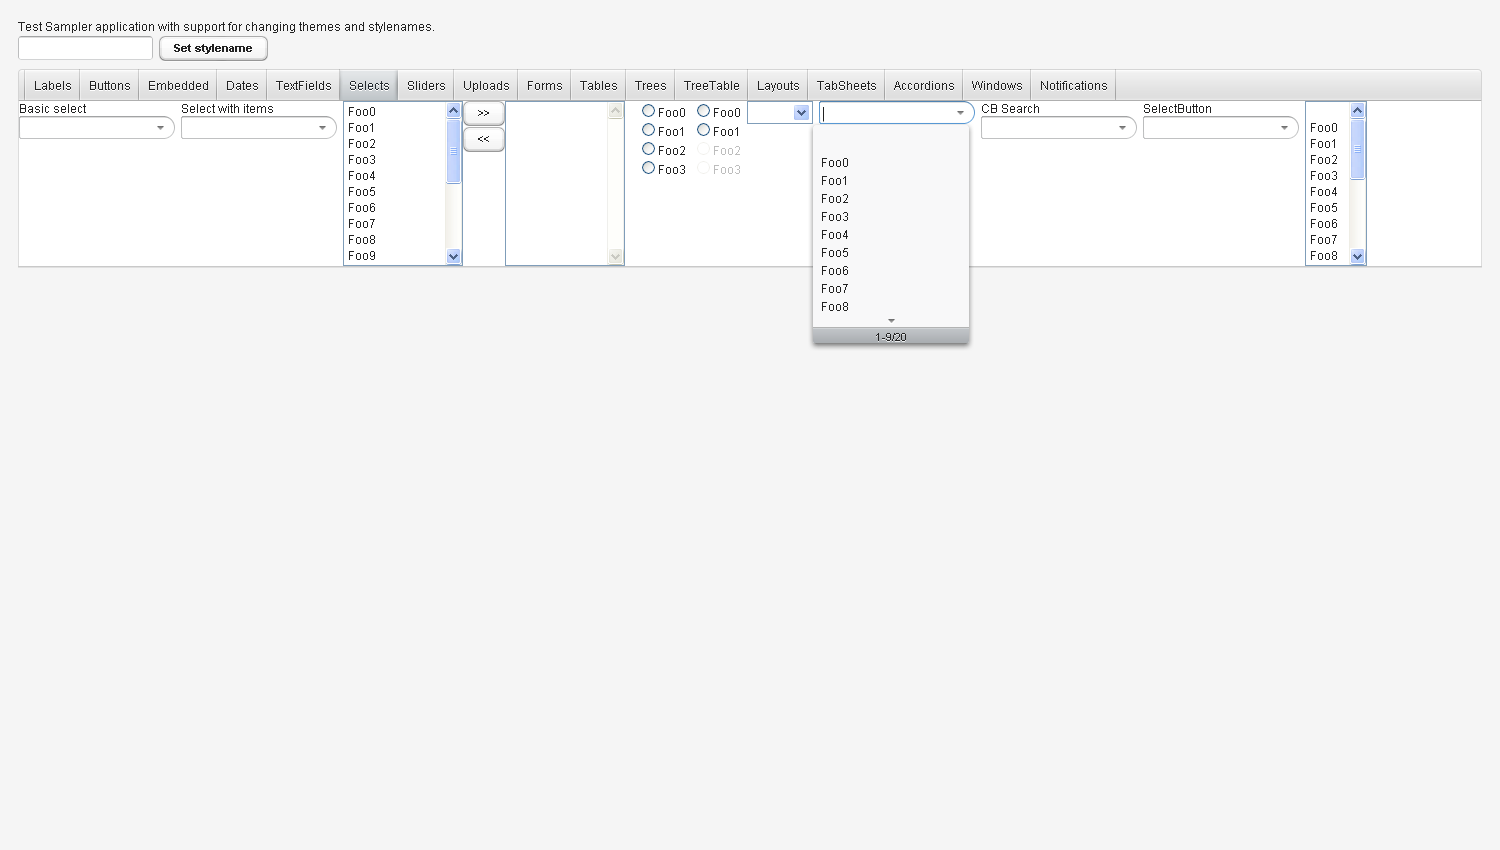 Test Sampler application with support for changing themes and stylenames.
Set stylename
Labels Buttons Embedded Dates TextFields Selects Sliders Uploads Forms Tables Trees TreeTable Layouts TabSheets Accordions Windows Notifications
Basic select
Select with items
Foo0
Foo1
Foo2
Foo3
Foo4
Foo5
Foo6
Foo7
Foo8
Foo9
>>
<<
Foo0
Foo1
Foo2
Foo3
Foo0
Foo1
Foo2
Foo3
Foo0
Foo1
Foo2
Foo3
Foo4
Foo5
Foo6
Foo7
Foo8
1-9/20
CB Search
SelectButton
Foo0
Foo1
Foo2
Foo3
Foo4
Foo5
Foo6
Foo7
Foo8